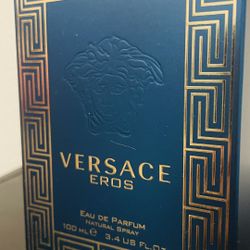 VERSACE
EROS
EAU DE PARFUM
NATURAL SPRAY
100 ML ℮ 3.4 US FL.OZ